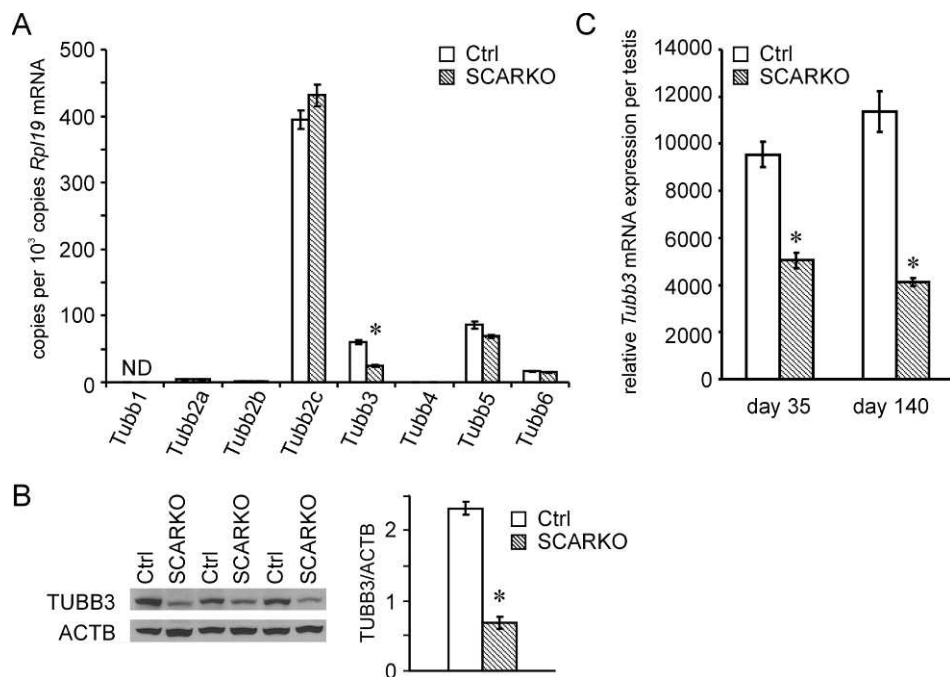 A
copies per 10³ copies Rpl19 mRNA
500
400
300
200
100
0
Ctrl
SCARKO
ND
*
Tubb1
Tubb2a
Tubb2b
Tubb2c
Tubb3
Tubb4
Tubb5
Tubb6
C
relative Tubb3 mRNA expression per testis
14000
12000
10000
8000
6000
4000
2000
0
Ctrl
SCARKO
*
*
day 35
day 140
B
Ctrl
SCARKO
Ctrl
SCARKO
Ctrl
SCARKO
TUBB3
ACTB
TUBB3/ACTB
2
1
0
Ctrl
SCARKO
*